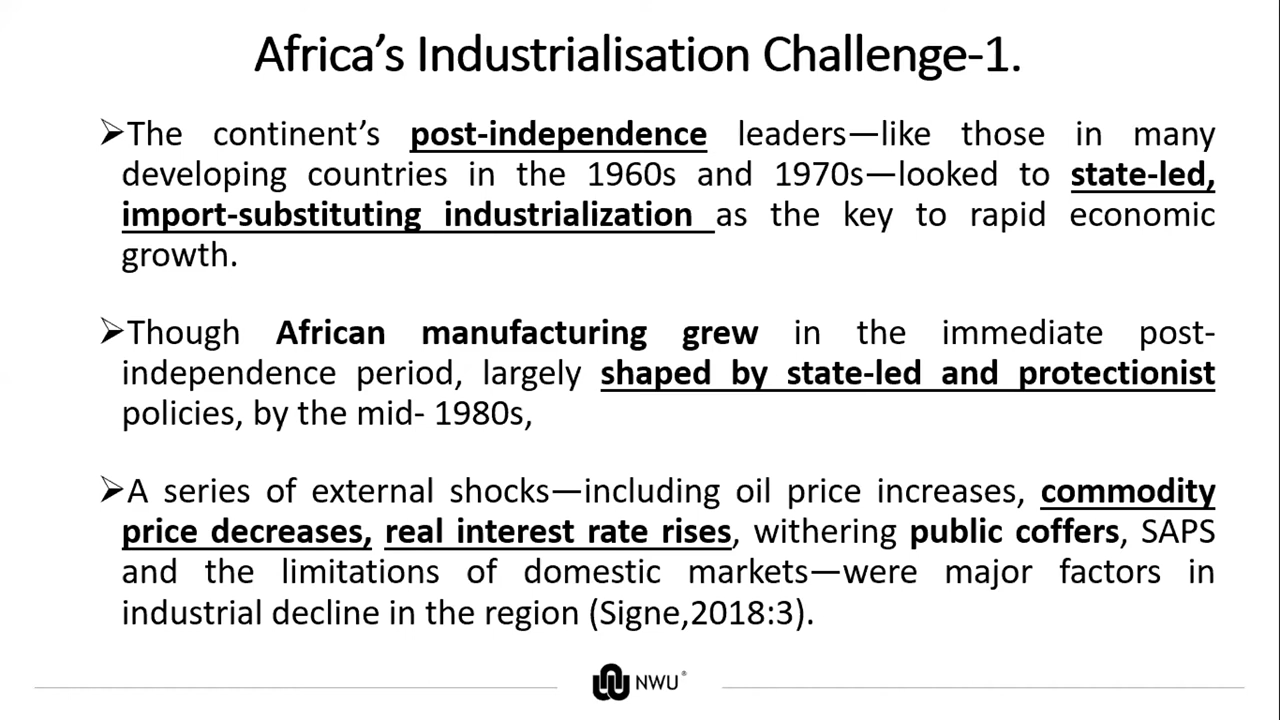 Africa's Industrialisation Challenge-1.
➢The continent's post-independence leaders—like those in many
developing countries in the 1960s and 1970s—looked to state-led,
import-substituting industrialization as the key to rapid economic
growth.
➢Though African manufacturing grew in the immediate post-
independence period, largely shaped by state-led and protectionist
policies, by the mid- 1980s,
➢A series of external shocks—including oil price increases, commodity
price decreases, real interest rate rises, withering public coffers, SAPS
and the limitations of domestic markets—were major factors in
industrial decline in the region (Signe,2018:3).
NWU®